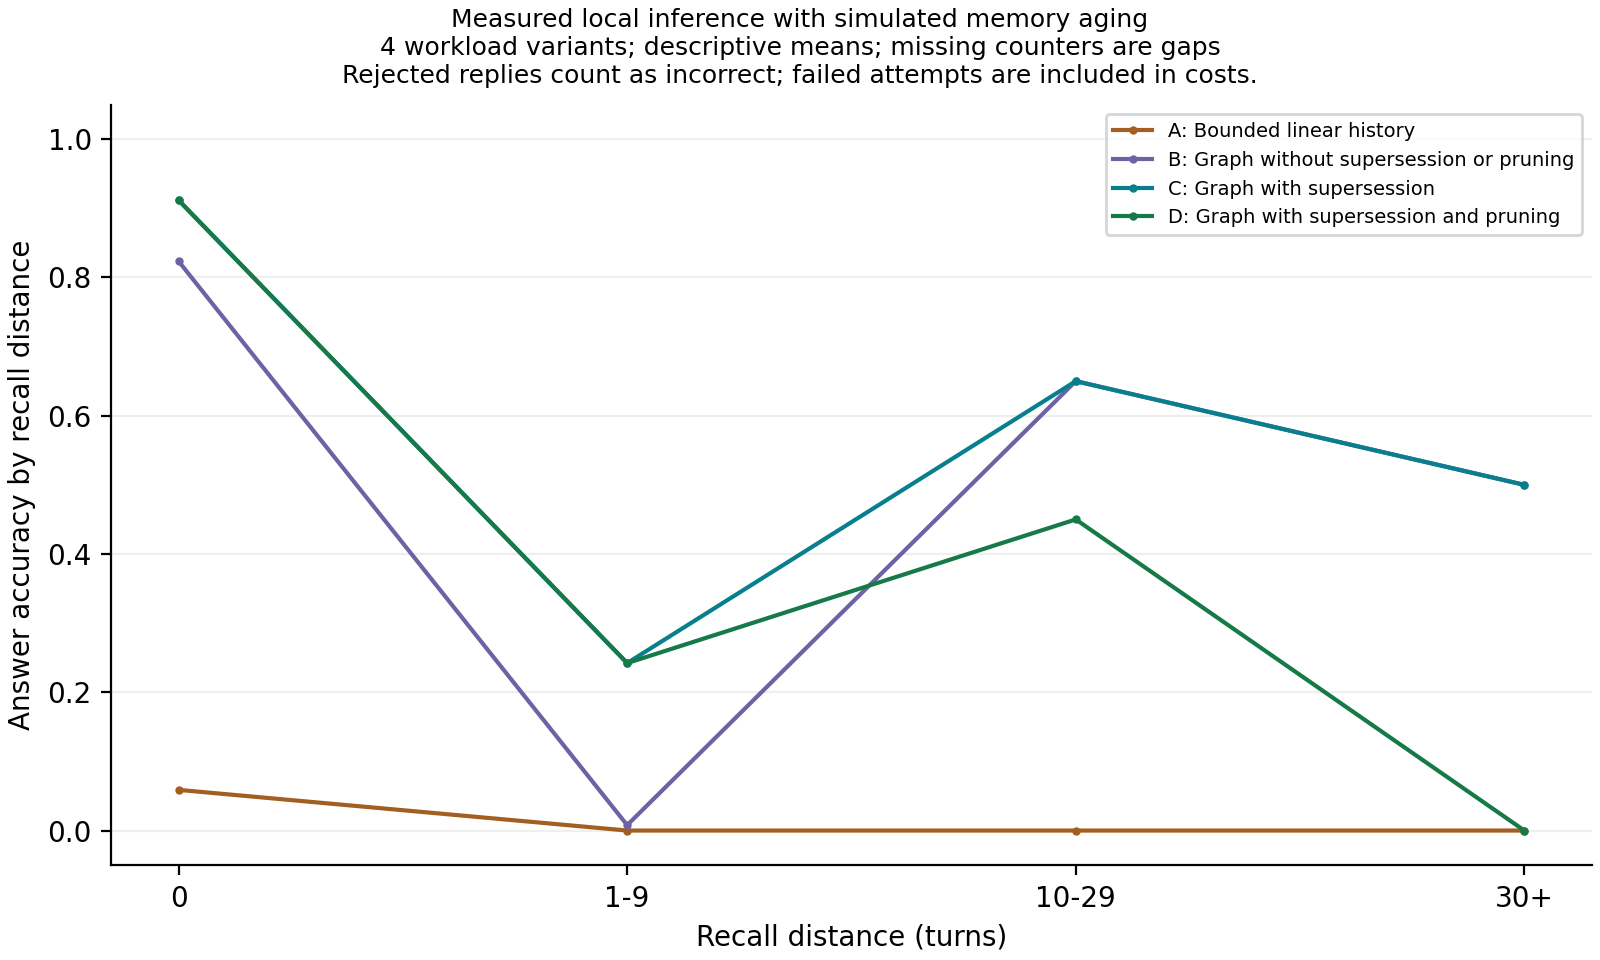 Measured local inference with simulated memory aging
4 workload variants; descriptive means; missing counters are gaps
Rejected replies count as incorrect; failed attempts are included in costs.
A: Bounded linear history
B: Graph without supersession or pruning
C: Graph with supersession
D: Graph with supersession and pruning
Answer accuracy by recall distance
1.0
0.8
0.6
0.4
0.2
0.0
0
1-9
10-29
30+
Recall distance (turns)